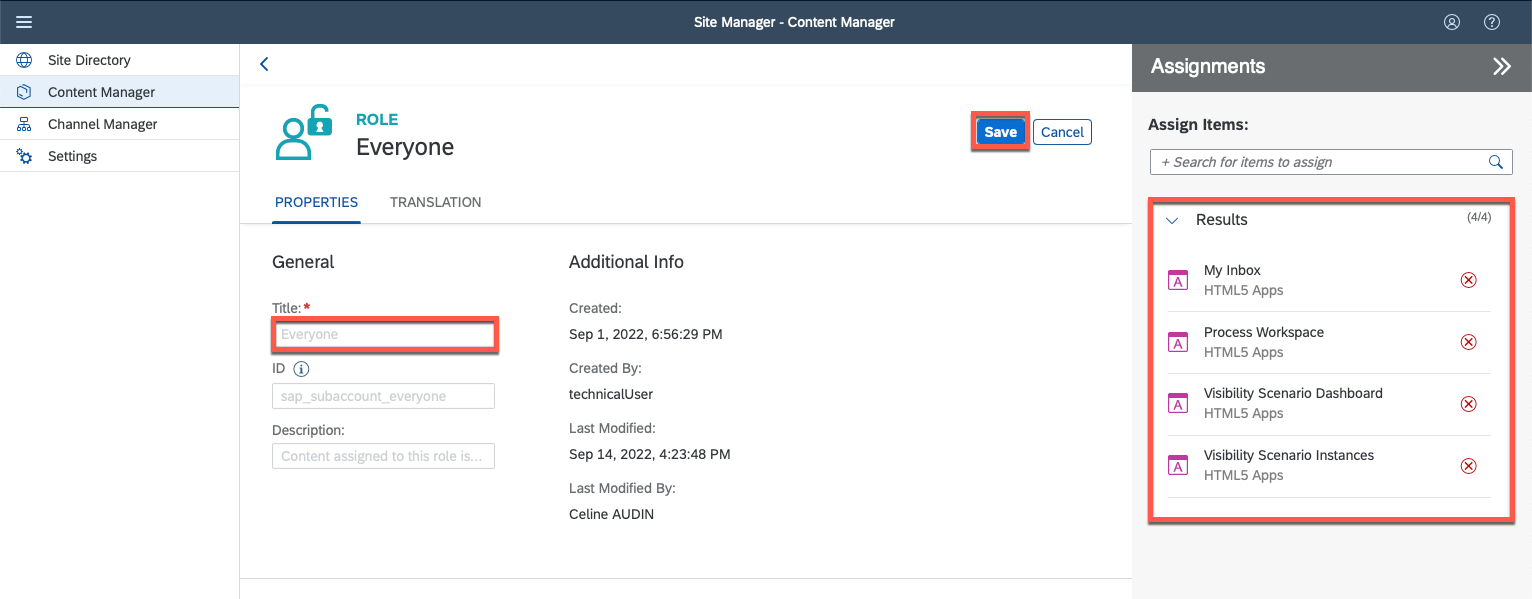 Site Manager - Content Manager
Site Directory
Content Manager
Channel Manager
Settings
ROLE
Everyone
Save
Cancel
PROPERTIES
TRANSLATION
General
Title:*
Everyone
ID
sap_subaccount_everyone
Description:
Content assigned to this role is...
Additional Info
Created:
Sep 1, 2022, 6:56:29 PM
Created By:
technicalUser
Last Modified:
Sep 14, 2022, 4:23:48 PM
Last Modified By:
Celine AUDIN
Assignments
Assign Items:
+ Search for items to assign
Results (4/4)
My Inbox
HTML5 Apps
Process Workspace
HTML5 Apps
Visibility Scenario Dashboard
HTML5 Apps
Visibility Scenario Instances
HTML5 Apps